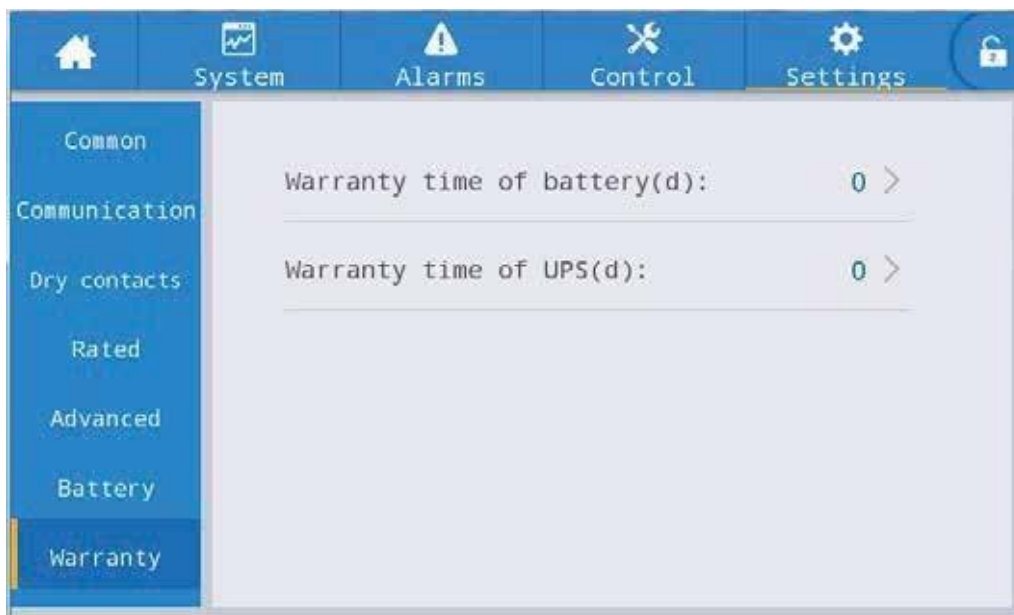 System
Alarms
Control
Settings
2
Common
Communication
Dry contacts
Rated
Advanced
Battery
Warranty
Warranty time of battery(d): 0 >
Warranty time of UPS(d): 0 >